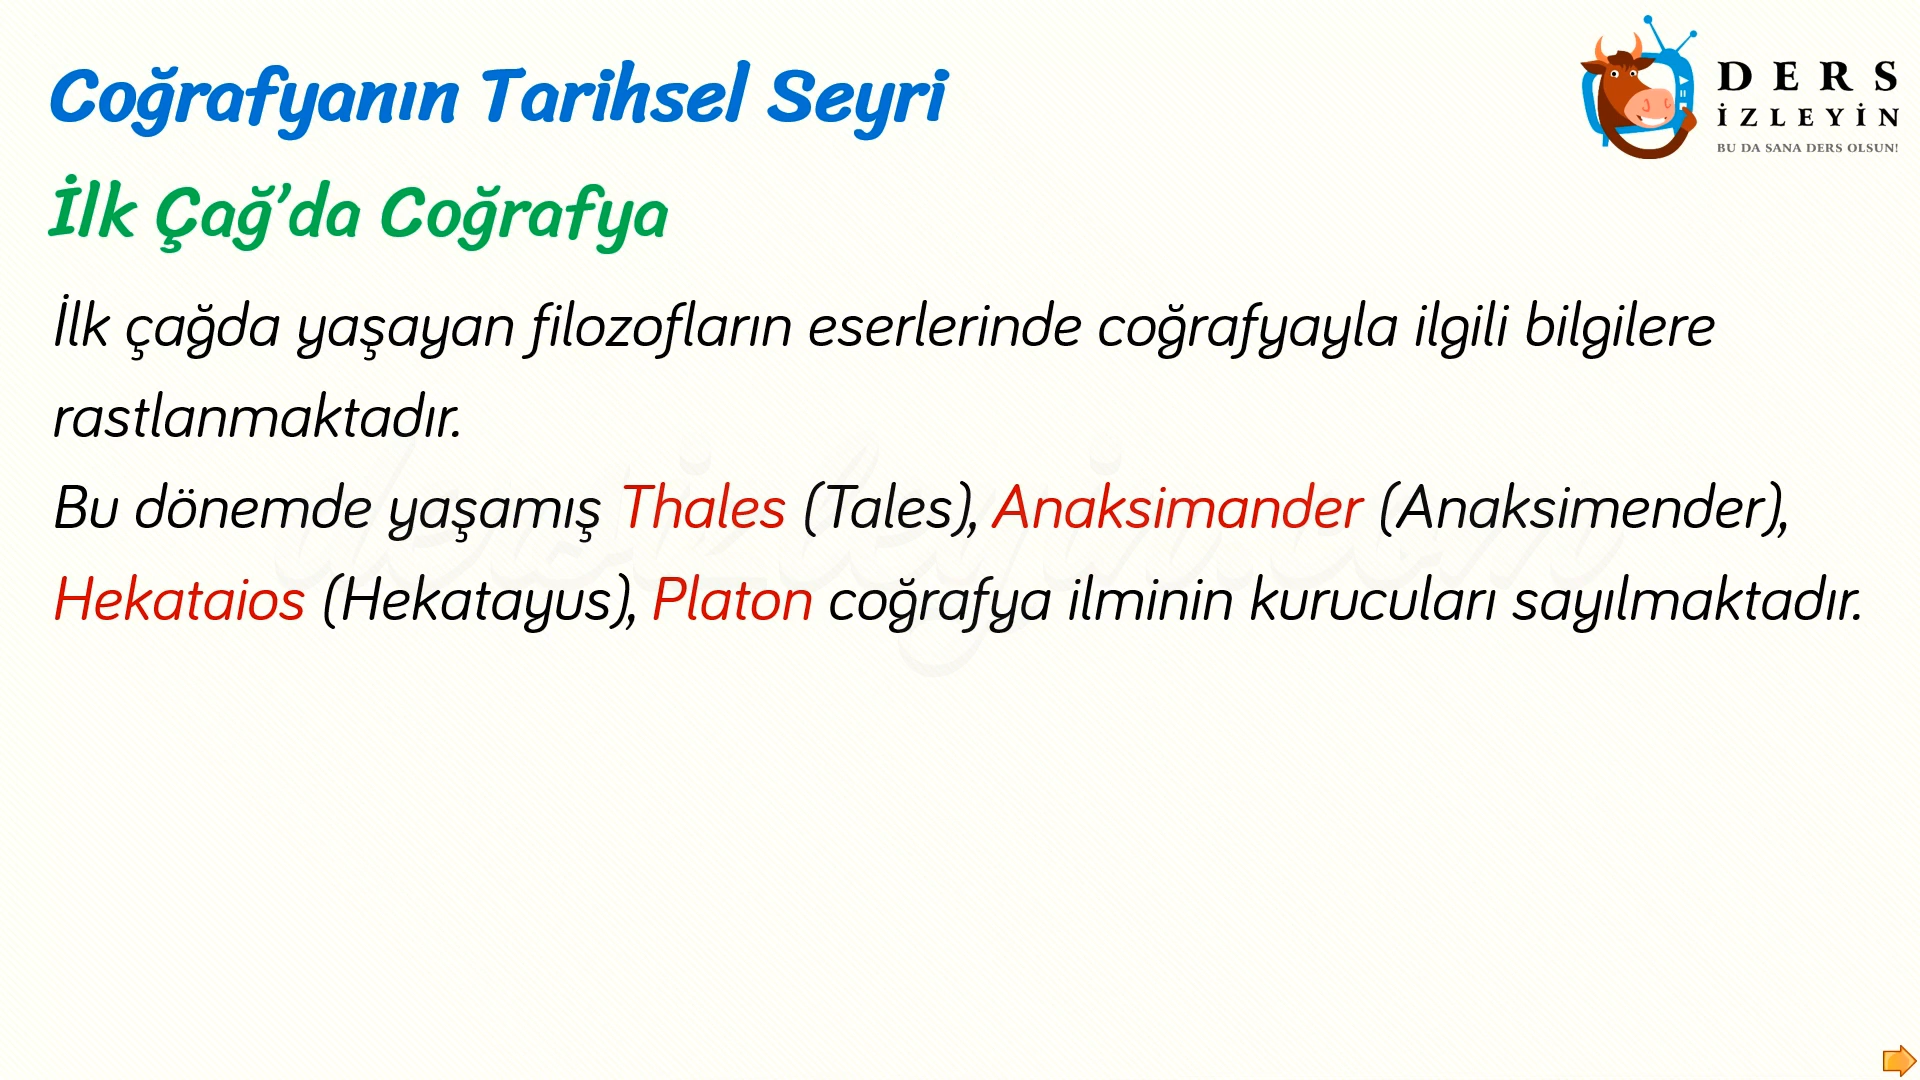 Coğrafyanın Tarihsel Seyri
DERS
İZLEYİN
BU DA SANA DERS OLSUN!
İlk Çağ’da Coğrafya
İlk çağda yaşayan filozofların eserlerinde coğrafyayla ilgili bilgilere
rastlanmaktadır.
Bu dönemde yaşamış Thales (Tales), Anaksimander (Anaksimender),
Hekataios (Hekatayus), Platon coğrafya ilminin kurucuları sayılmaktadır.